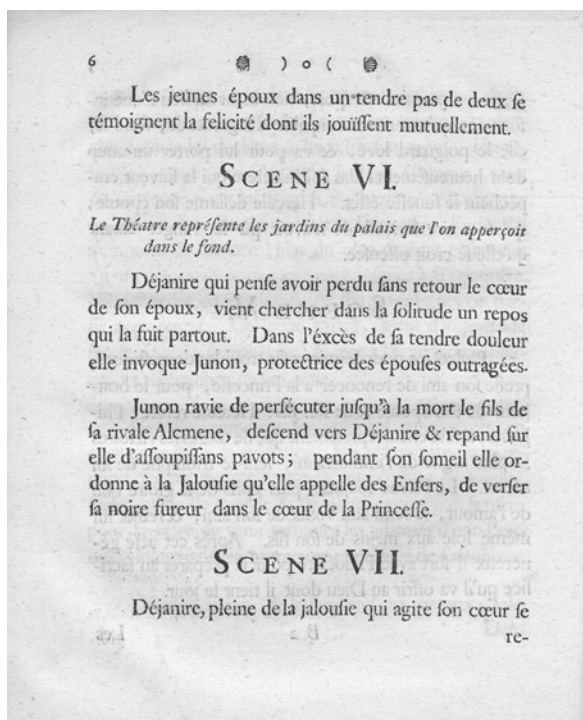 6 ) o (
Les jeunes époux dans un tendre pas de deux ſe
témoignent la felicité dont ils jouïſſent mutuellement.
SCENE VI.
Le Théatre repréſente les jardins du palais que l'on apperçoit
dans le fond.
Déjanire qui penſe avoir perdu ſans retour le cœur
de ſon époux, vient chercher dans la ſolitude un repos
qui la fuit partout. Dans l'éxcès de ſa tendre douleur
elle invoque Junon, protectrice des épouſes outragées.
Junon ravie de perſécuter juſqu'à la mort le fils de
ſa rivale Alcmene, deſcend vers Déjanire & repand ſur
elle d'aſſoupiſſans pavots; pendant ſon ſomeil elle or-
donne à la Jalouſie qu'elle appelle des Enfers, de verſer
ſa noire fureur dans le cœur de la Princeſſe.
SCENE VII.
Déjanire, pleine de la jalouſie qui agite ſon cœur ſe
re-